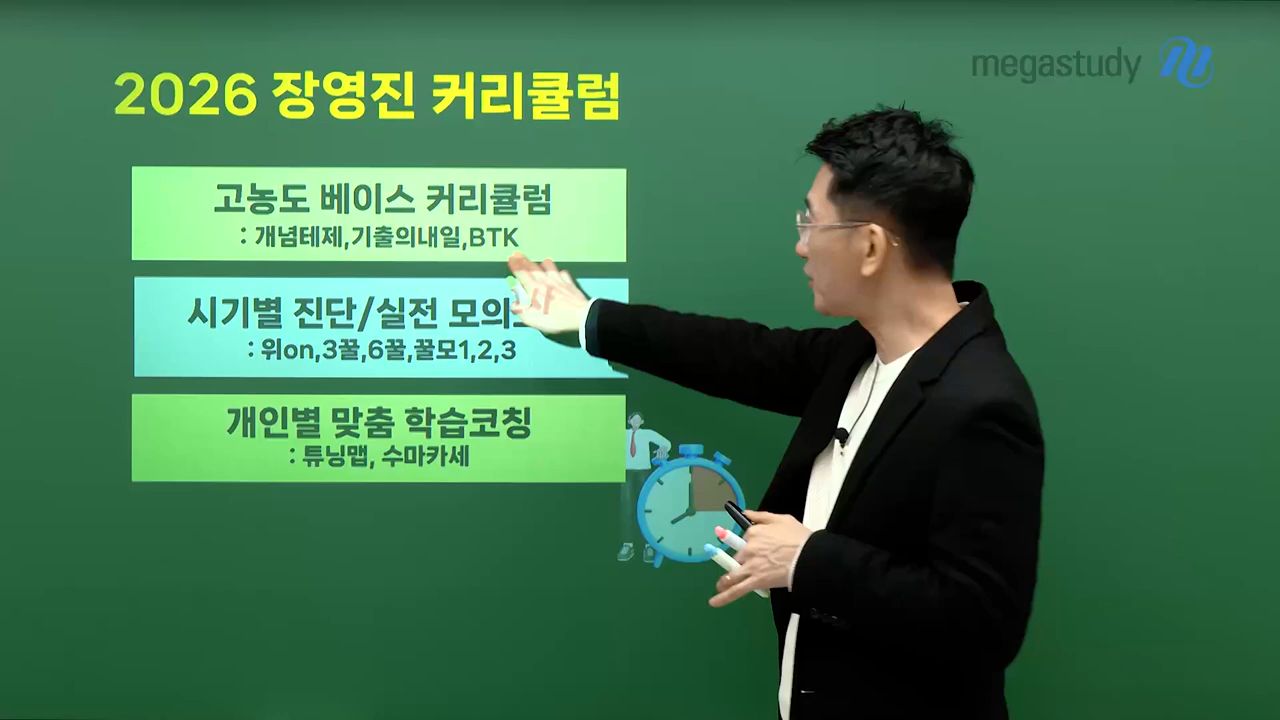 megastudy
2026 장영진 커리큘럼
고농도 베이스 커리큘럼
: 개념테제,기출의내일,BTK
시기별 진단/실전 모의
: 위on,3꿀,6꿀,꿀모1,2,3
개인별 맞춤 학습코칭
: 튜닝맵, 수마카세